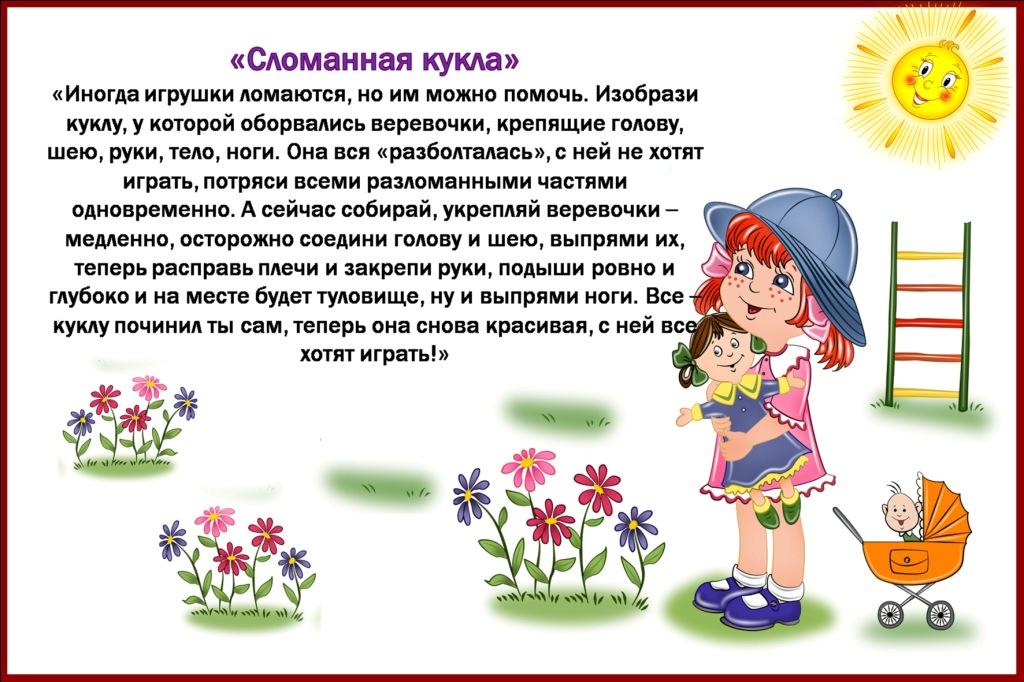 «Сломанная кукла»
«Иногда игрушки ломаются, но им можно помочь. Изобрази
куклу, у которой оборвались веревочки, крепящие голову,
шею, руки, тело, ноги. Она вся «разболталась», с ней не хотят
играть, потряси всеми разломанными частями
одновременно. А сейчас собирай, укрепляй веревочки –
медленно, осторожно соедини голову и шею, выпрями их,
теперь расправь плечи и закрепи руки, подыши ровно и
глубоко и на месте будет туловище, ну и выпрями ноги. Все –
куклу починил ты сам, теперь она снова красивая, с ней все
хотят играть!»